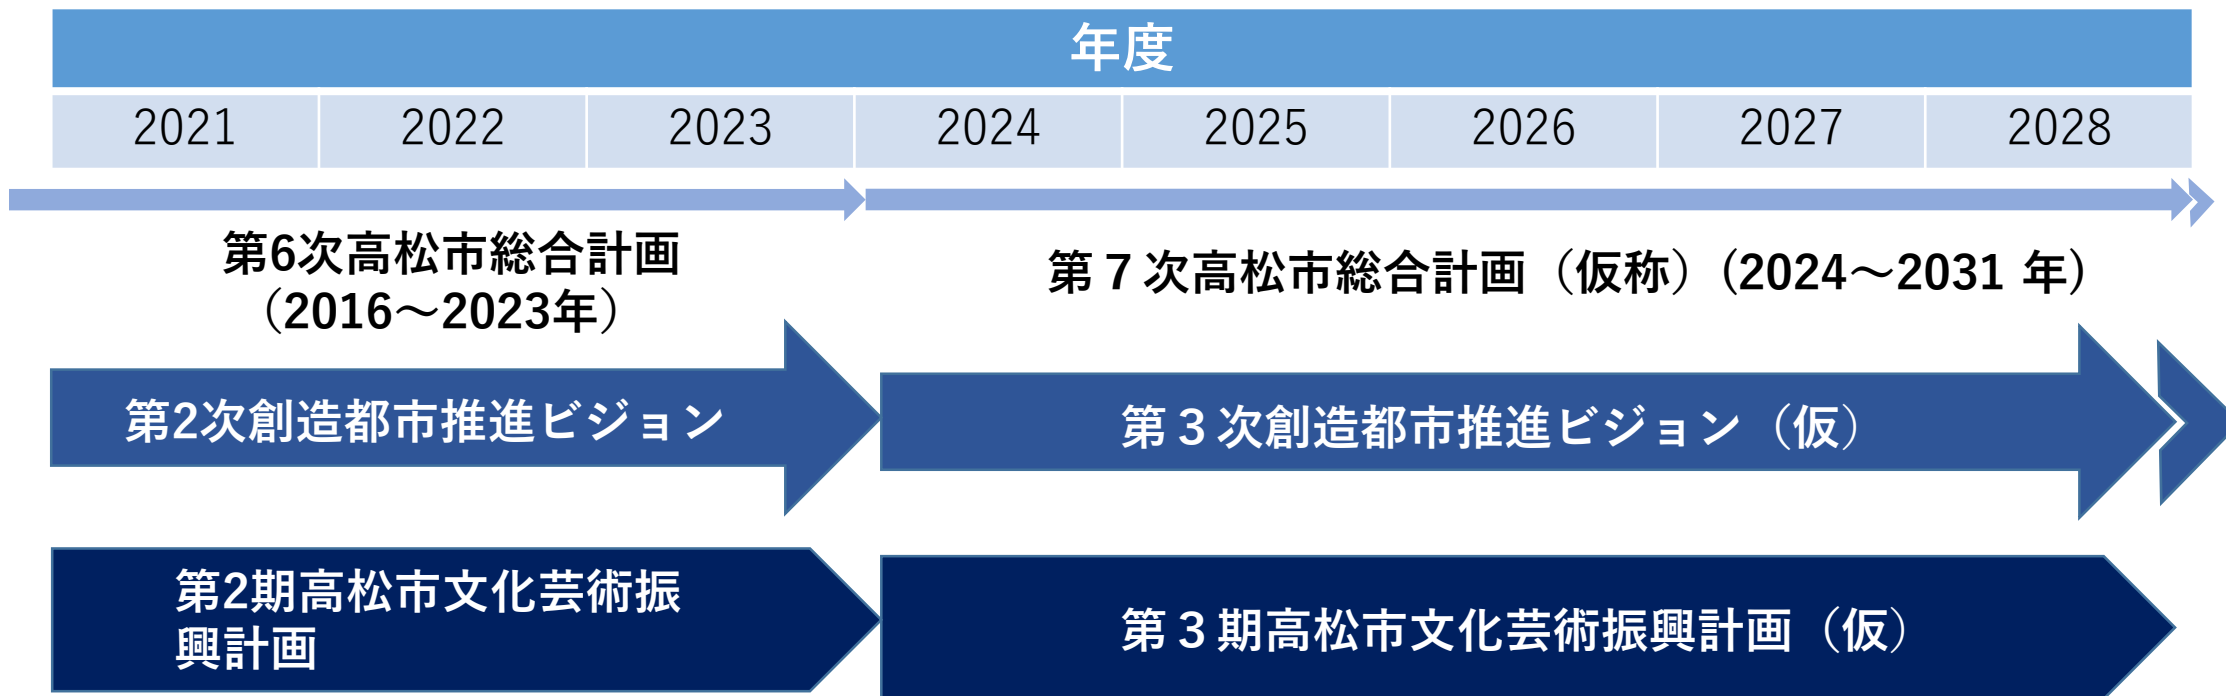 年度
2021 2022 2023 2024 2025 2026 2027 2028
第6次高松市総合計画
（2016～2023年）
第７次高松市総合計画（仮称）(2024～2031 年)
第2次創造都市推進ビジョン
第３次創造都市推進ビジョン（仮）
第2期高松市文化芸術振
興計画
第３期高松市文化芸術振興計画（仮）